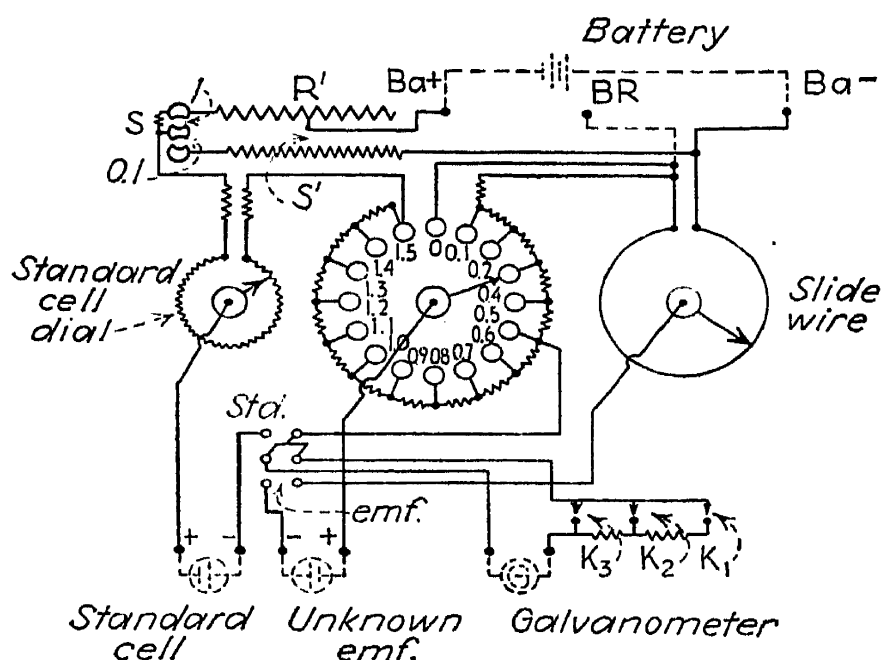 Battery
R'
Ba+
BR
Ba-
1
S
0.1
S'
Standard
cell
dial
1.5
0
0.1
0.2
0.4
0.5
0.6
0.7
08
0.9
1.0
1.1
1.2
1.3
1.4
Slide
wire
Std.
emf.
+
-
-
+
G
K3
K2
K1
Standard
cell
Unknown
emf.
Galvanometer